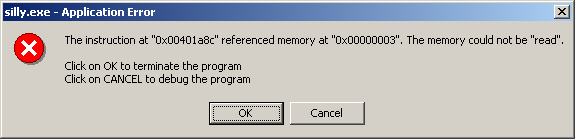 silly.exe - Application Error
The instruction at "0x00401a8c" referenced memory at "0x00000003". The memory could not be "read".
Click on OK to terminate the program
Click on CANCEL to debug the program
OK
Cancel